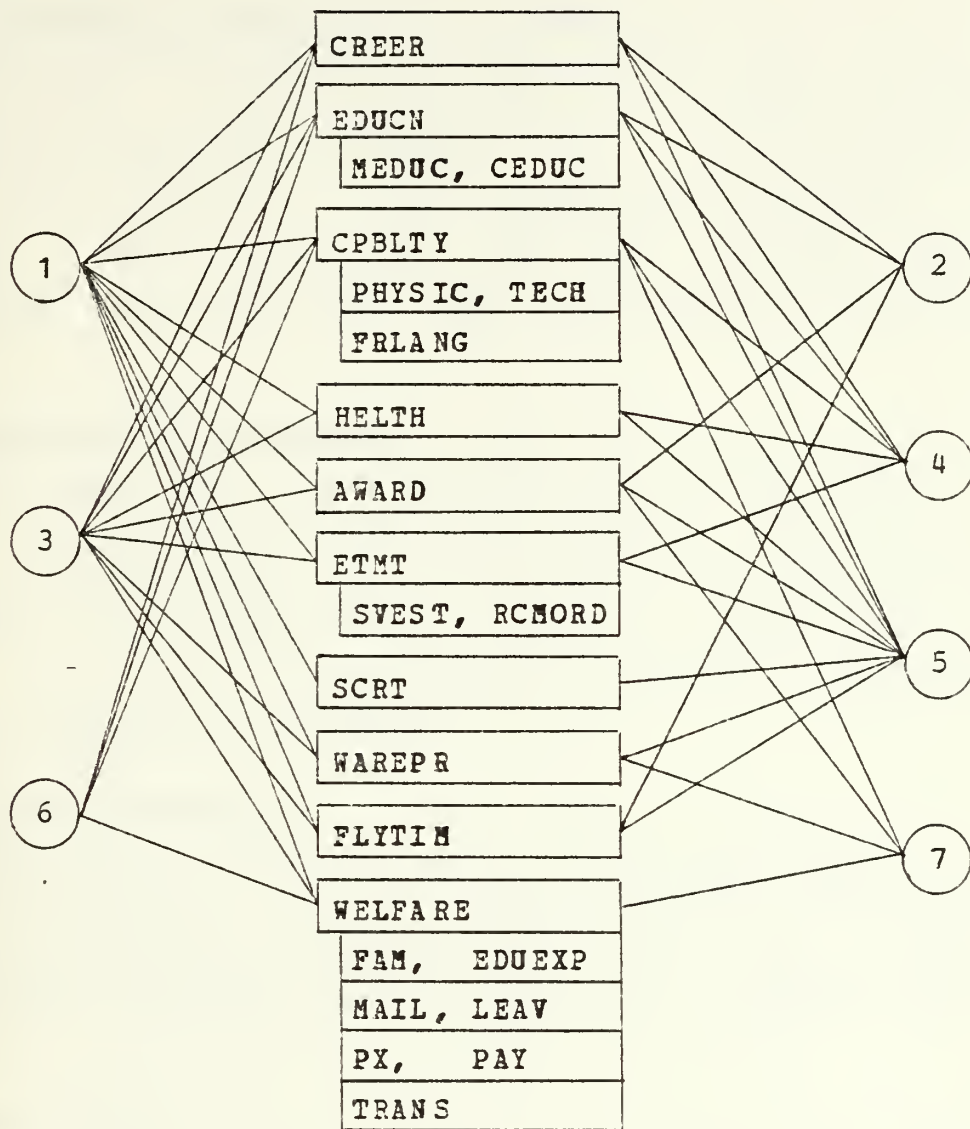 CREER
EDUCN
MEDUC, CEDUC
1
CPBLTY
2
PHYSIC, TECH
FRLANG
HELTH
4
AWARD
3
ETMT
SVEST, RCMORD
5
SCRT
WAREPR
6
FLYTIM
7
WELFARE
FAM, EDUEXP
MAIL, LEAV
PX, PAY
TRANS